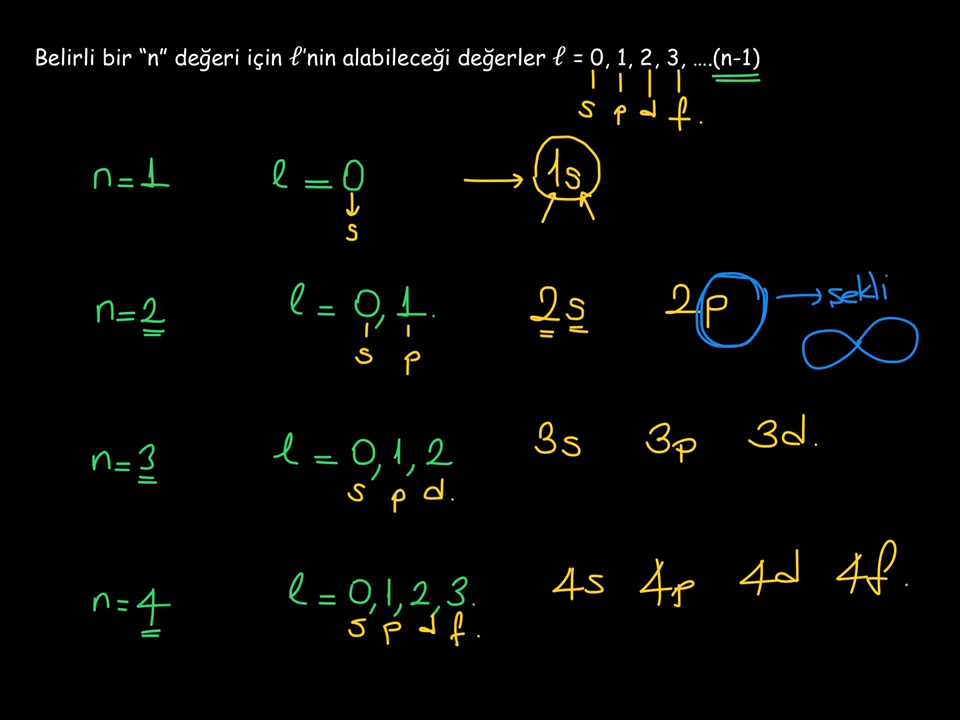 Belirli bir “n” değeri için ℓ’nin alabileceği değerler ℓ = 0, 1, 2, 3, ....(n-1)
s p d f.
n=1 ℓ = 0 → 1s
s
n=2 ℓ = 0, 1. 2s 2p → şekli
s p
n=3 ℓ = 0, 1, 2 3s 3p 3d.
s p d.
n=4 ℓ = 0, 1, 2, 3. 4s 4p 4d 4f.
s p d f.